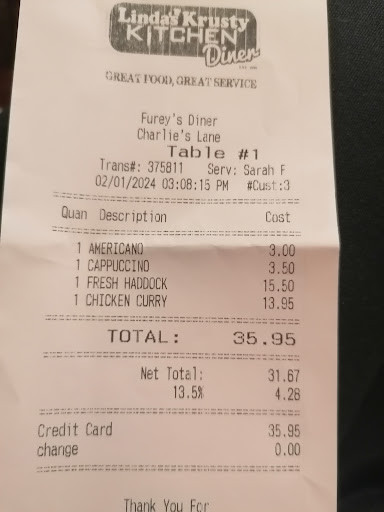 Linda's Krusty
KITCHEN
Diner
GREAT FOOD, GREAT SERVICE
Furey's Diner
Charlie's Lane
Table #1
Trans#: 375811 Serv: Sarah F
02/01/2024 03:08:15 PM #Cust:3
Quan Description Cost
1 AMERICANO 3.00
1 CAPPUCCINO 3.50
1 FRESH HADDOCK 15.50
1 CHICKEN CURRY 13.95
TOTAL: 35.95
Net Total: 31.67
13.5% 4.28
Credit Card 35.95
change 0.00
Thank You For